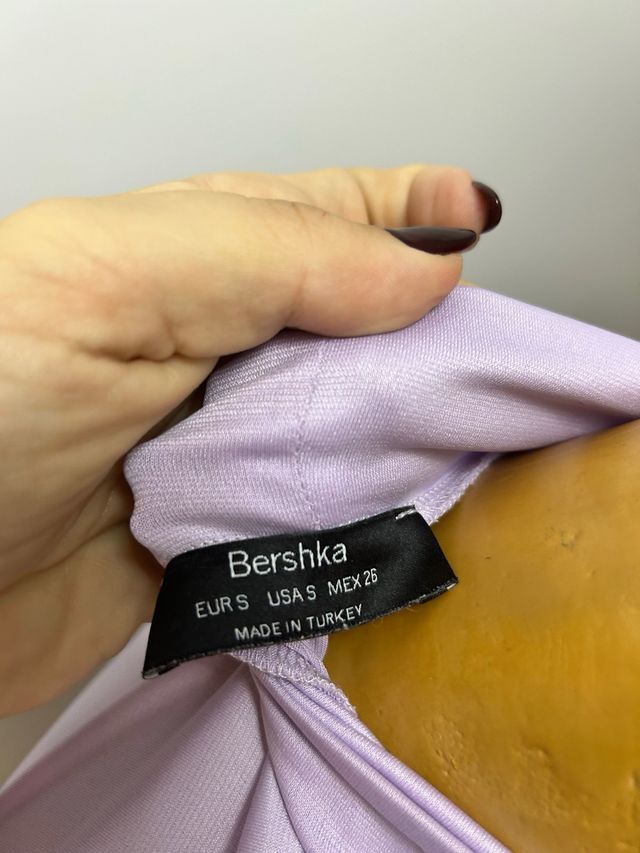 Bershka
EUR S USA S MEX 26
MADE IN TURKEY